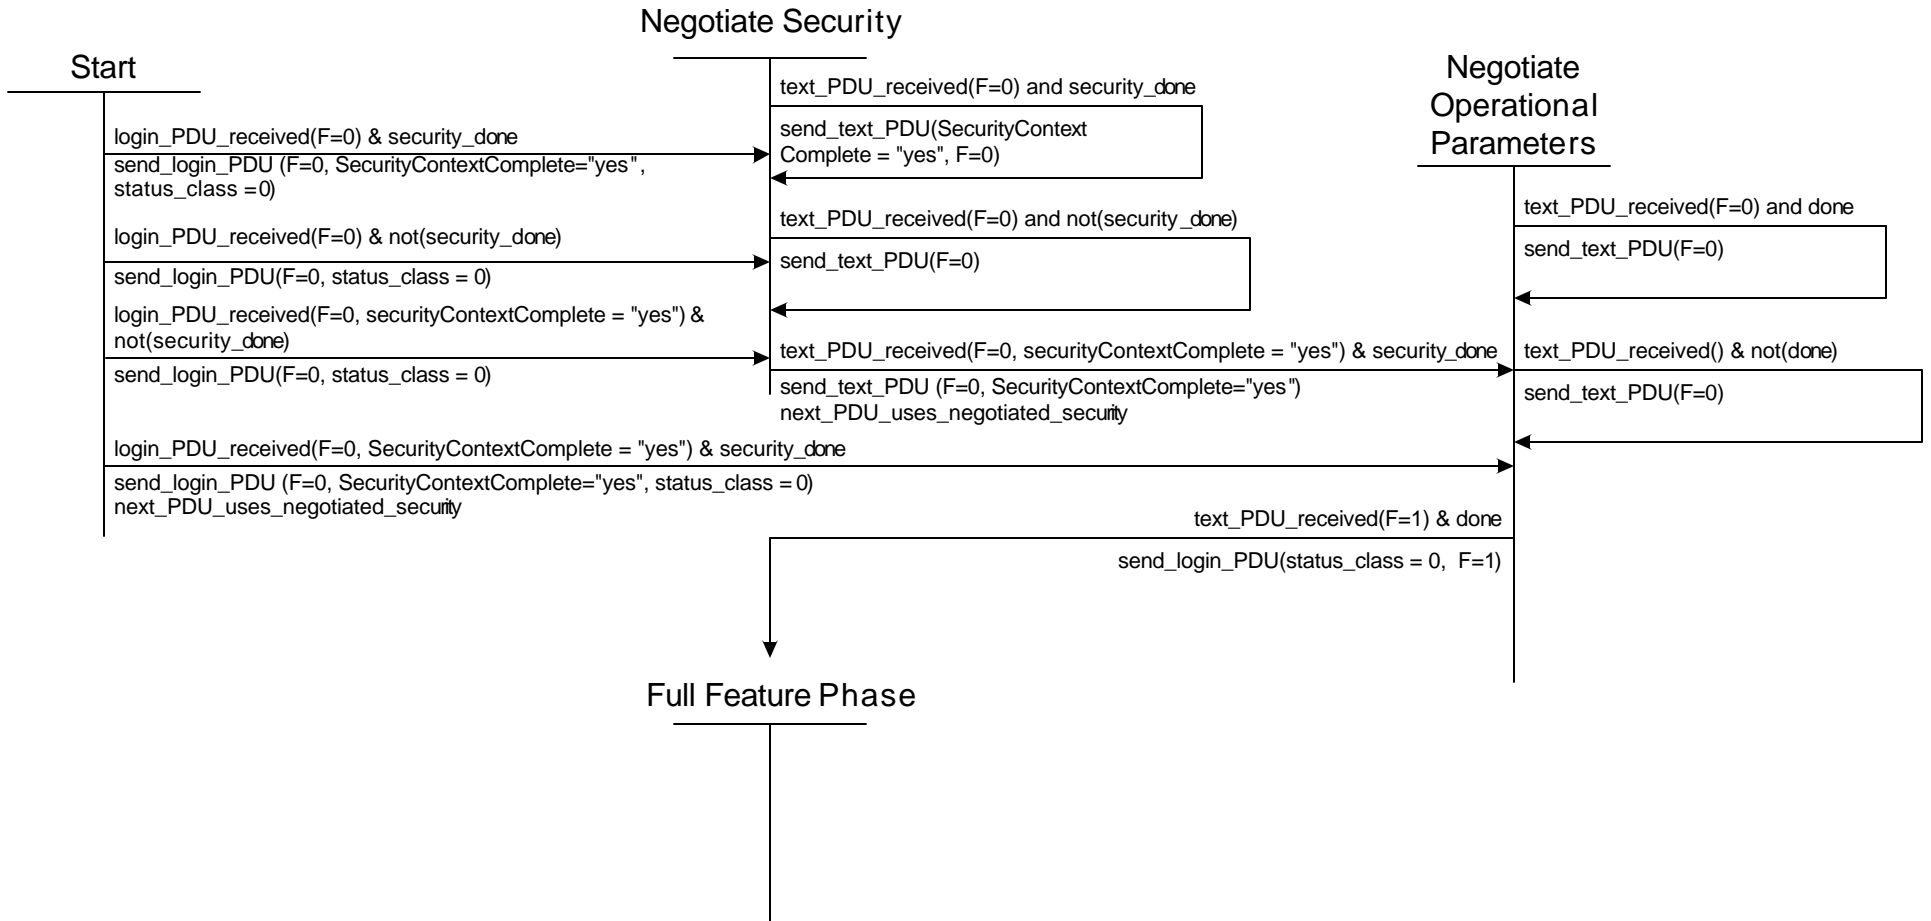 Negotiate Security
Start
Negotiate
Operational
Parameters
login_PDU_received(F=0) & security_done
send_login_PDU (F=0, SecurityContextComplete="yes",
status_class =0)
login_PDU_received(F=0) & not(security_done)
send_login_PDU(F=0, status_class = 0)
login_PDU_received(F=0, securityContextComplete = "yes") &
not(security_done)
send_login_PDU(F=0, status_class = 0)
login_PDU_received(F=0, SecurityContextComplete = "yes") & security_done
send_login_PDU (F=0, SecurityContextComplete="yes", status_class = 0)
next_PDU_uses_negotiated_security
text_PDU_received(F=0) and security_done
send_text_PDU(SecurityContext
Complete = "yes", F=0)
text_PDU_received(F=0) and not(security_done)
send_text_PDU(F=0)
text_PDU_received(F=0, securityContextComplete = "yes") & security_done
send_text_PDU (F=0, SecurityContextComplete="yes")
next_PDU_uses_negotiated_security
text_PDU_received(F=0) and done
send_text_PDU(F=0)
text_PDU_received() & not(done)
send_text_PDU(F=0)
text_PDU_received(F=1) & done
send_login_PDU(status_class = 0, F=1)
Full Feature Phase